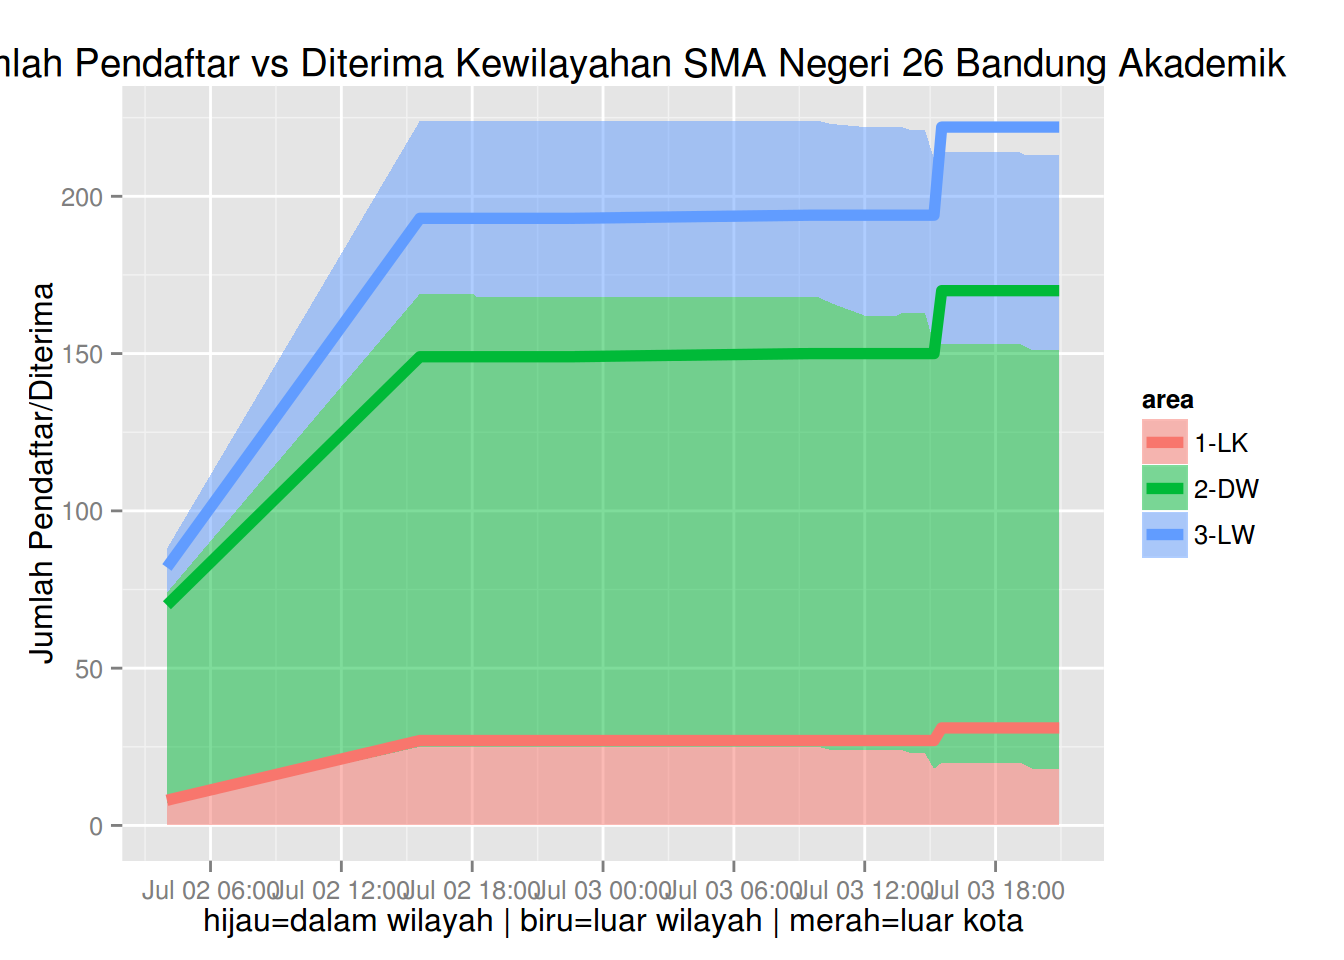 mlah Pendaftar vs Diterima Kewilayahan SMA Negeri 26 Bandung Akademik
Jumlah Pendaftar/Diterima
200
150
100
50
0
Jul 02 06:00 Jul 02 12:00 Jul 02 18:00 Jul 03 00:00 Jul 03 06:00 Jul 03 12:00 Jul 03 18:00
hijau=dalam wilayah | biru=luar wilayah | merah=luar kota
area
1-LK
2-DW
3-LW